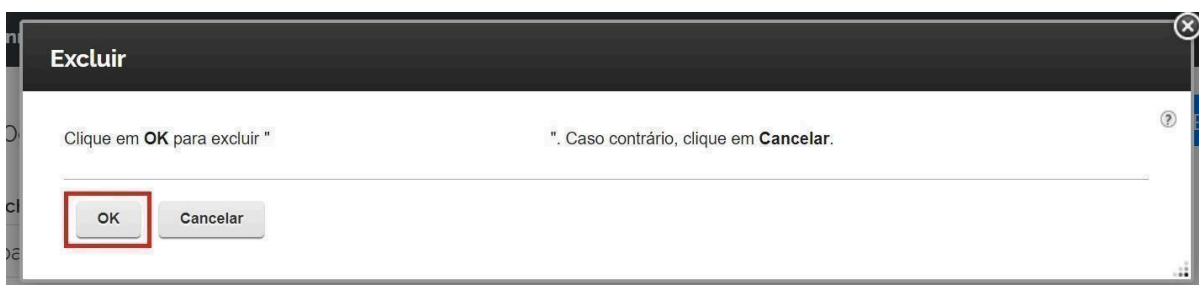 Excluir
Clique em OK para excluir " ". Caso contrário, clique em Cancelar.
OK Cancelar